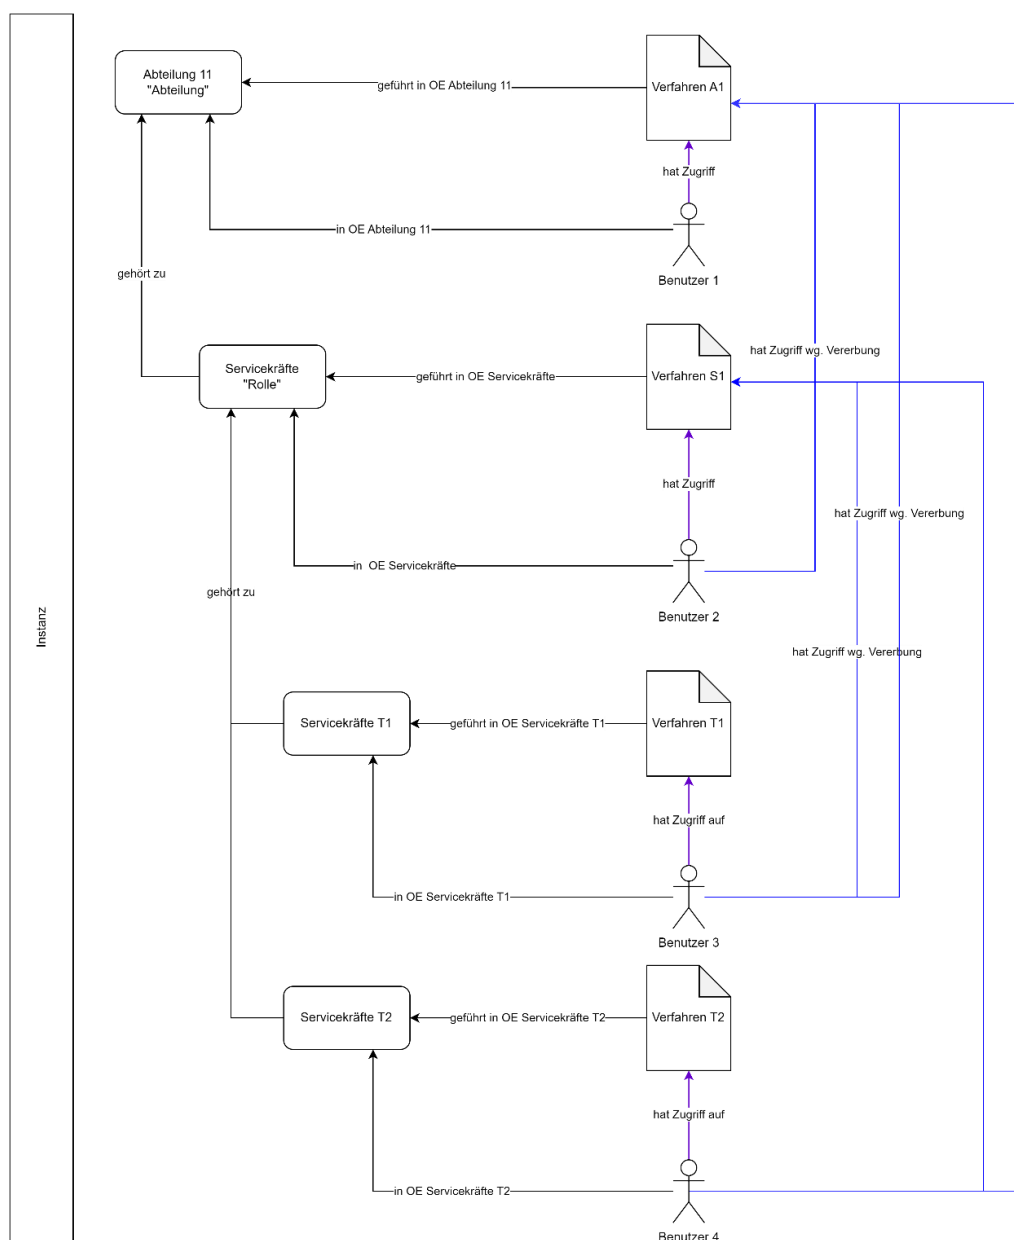 Instanz
Abteilung 11
"Abteilung"
geführt in OE Abteilung 11
Verfahren A1
hat Zugriff
in OE Abteilung 11
Benutzer 1
gehört zu
Servicekräfte
"Rolle"
geführt in OE Servicekräfte
Verfahren S1
hat Zugriff wg. Vererbung
hat Zugriff
hat Zugriff wg. Vererbung
in  OE Servicekräfte
gehört zu
Benutzer 2
hat Zugriff wg. Vererbung
Servicekräfte T1
geführt in OE Servicekräfte T1
Verfahren T1
hat Zugriff auf
in OE Servicekräfte T1
Benutzer 3
Servicekräfte T2
geführt in OE Servicekräfte T2
Verfahren T2
hat Zugriff auf
in OE Servicekräfte T2
Benutzer 4